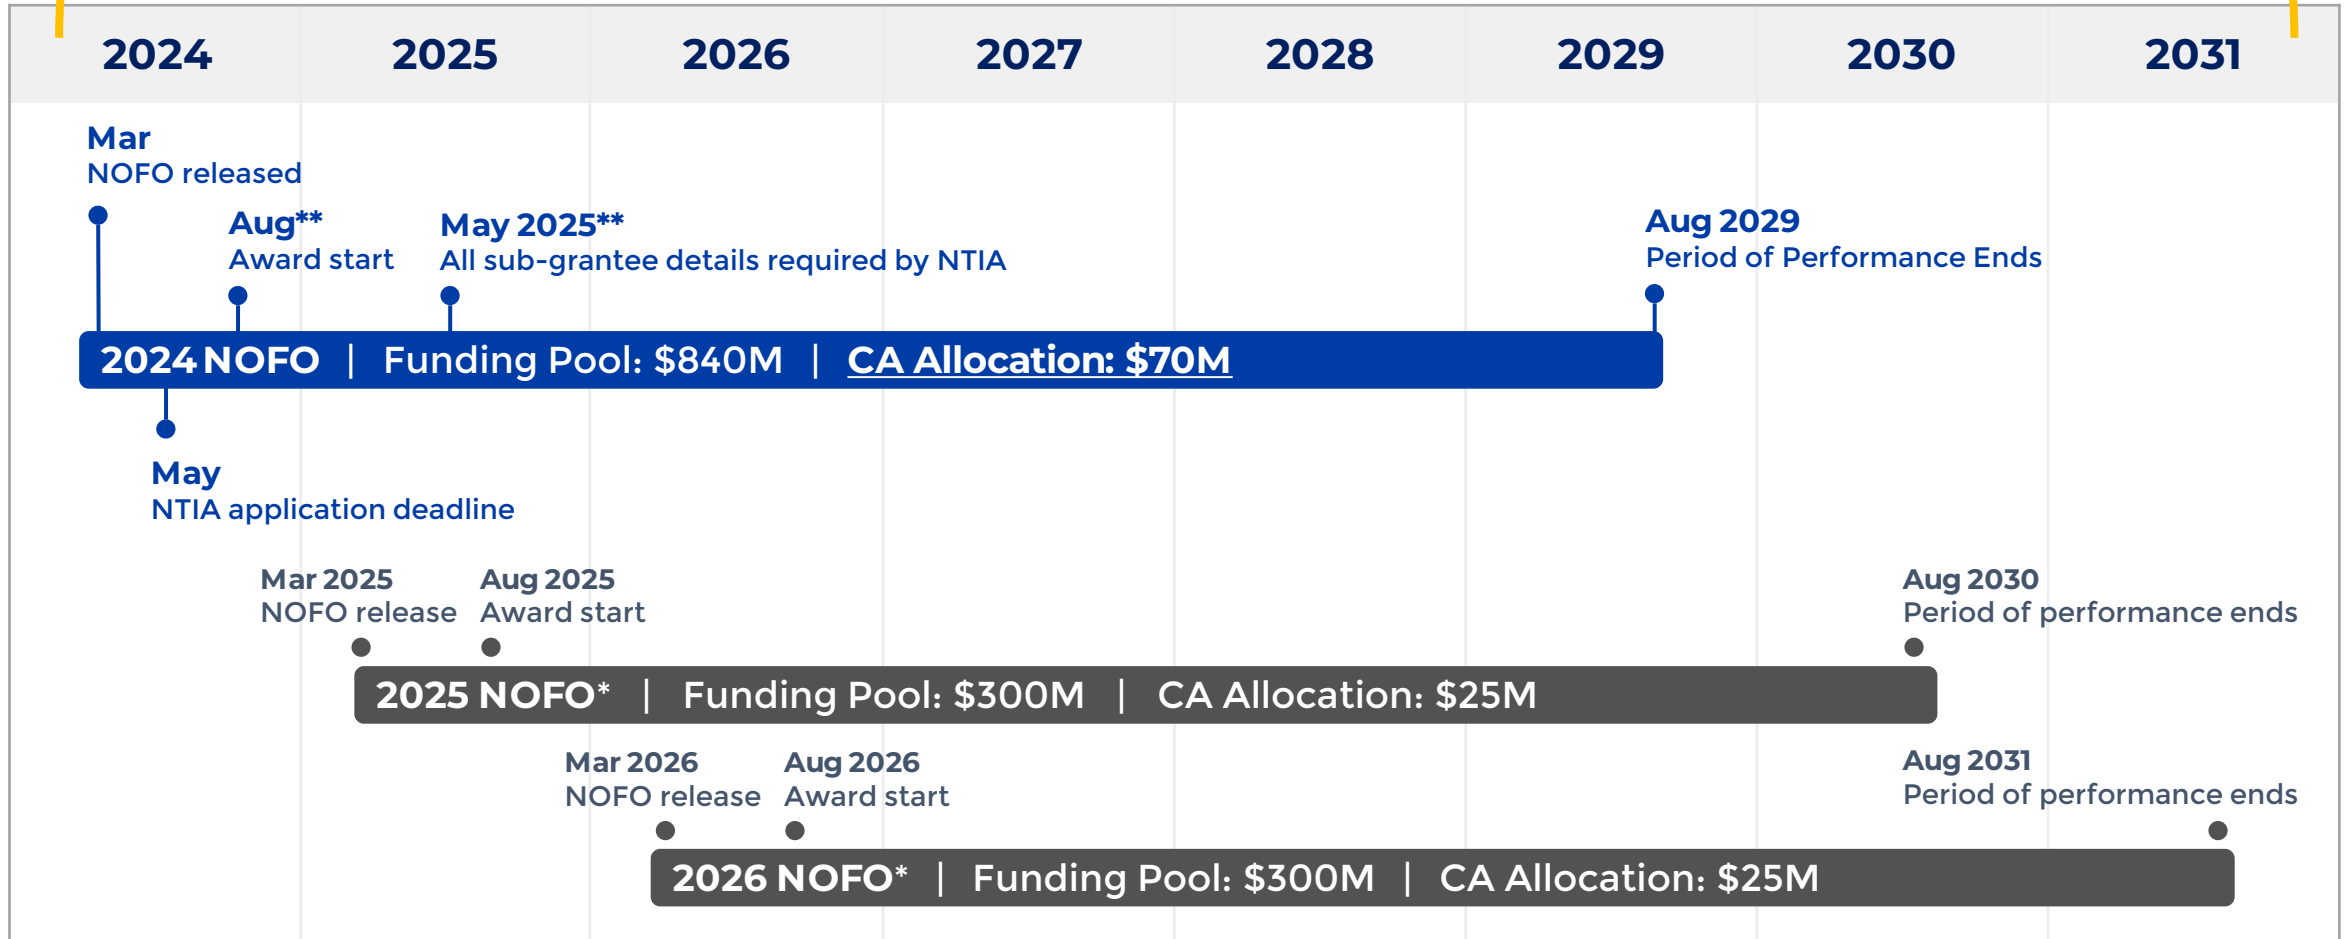 2024 2025 2026 2027 2028 2029 2030 2031
Mar
NOFO released
Aug**
Award start
May 2025**
All sub-grantee details required by NTIA
Aug 2029
Period of Performance Ends
2024 NOFO | Funding Pool: $840M | CA Allocation: $70M
May
NTIA application deadline
Mar 2025
NOFO release
Aug 2025
Award start
Aug 2030
Period of performance ends
2025 NOFO* | Funding Pool: $300M | CA Allocation: $25M
Mar 2026
NOFO release
Aug 2026
Award start
Aug 2031
Period of performance ends
2026 NOFO* | Funding Pool: $300M | CA Allocation: $25M